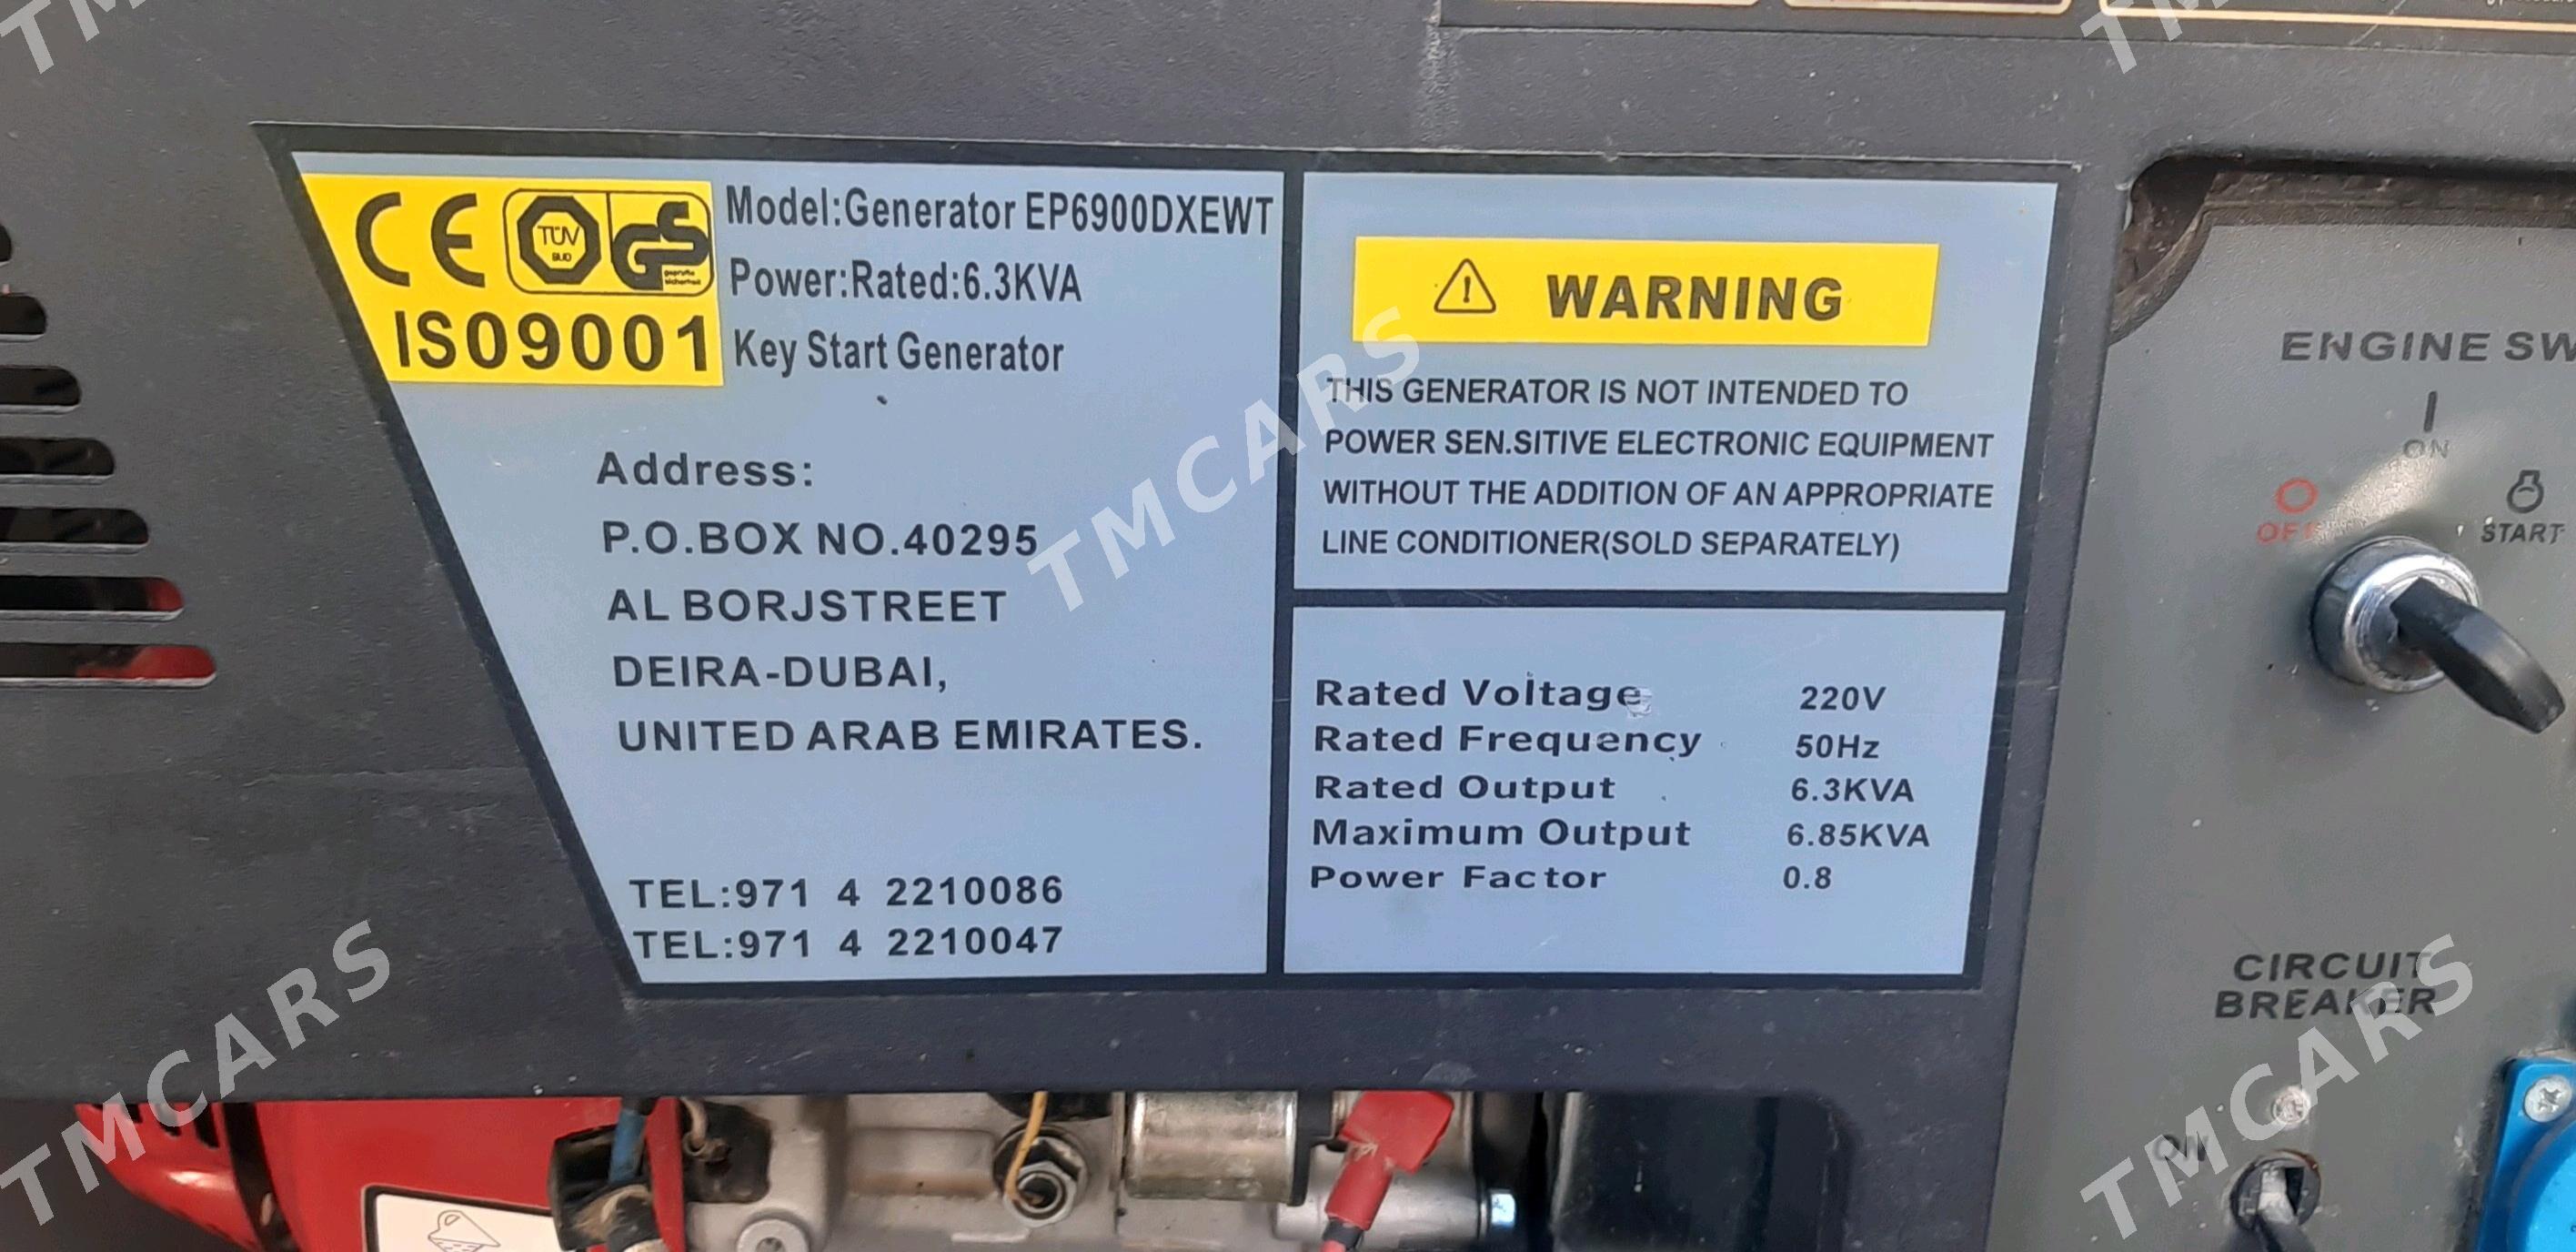 CE TÜV SÜD GS geprüfte Sicherheit
ISO9001
Model:Generator EP6900DXEWT
Power:Rated:6.3KVA
Key Start Generator
Address:
P.O.BOX NO.40295
AL BORJSTREET
DEIRA-DUBAI,
UNITED ARAB EMIRATES.
TEL:971 4 2210086
TEL:971 4 2210047
WARNING
THIS GENERATOR IS NOT INTENDED TO
POWER SEN.SITIVE ELECTRONIC EQUIPMENT
WITHOUT THE ADDITION OF AN APPROPRIATE
LINE CONDITIONER(SOLD SEPARATELY)
Rated Voltage 220V
Rated Frequency 50Hz
Rated Output 6.3KVA
Maximum Output 6.85KVA
Power Factor 0.8
ENGINE SW
ON
OFF
START
CIRCUIT
BREAKER
ON
TMCARS
TMCARS
TMCARS